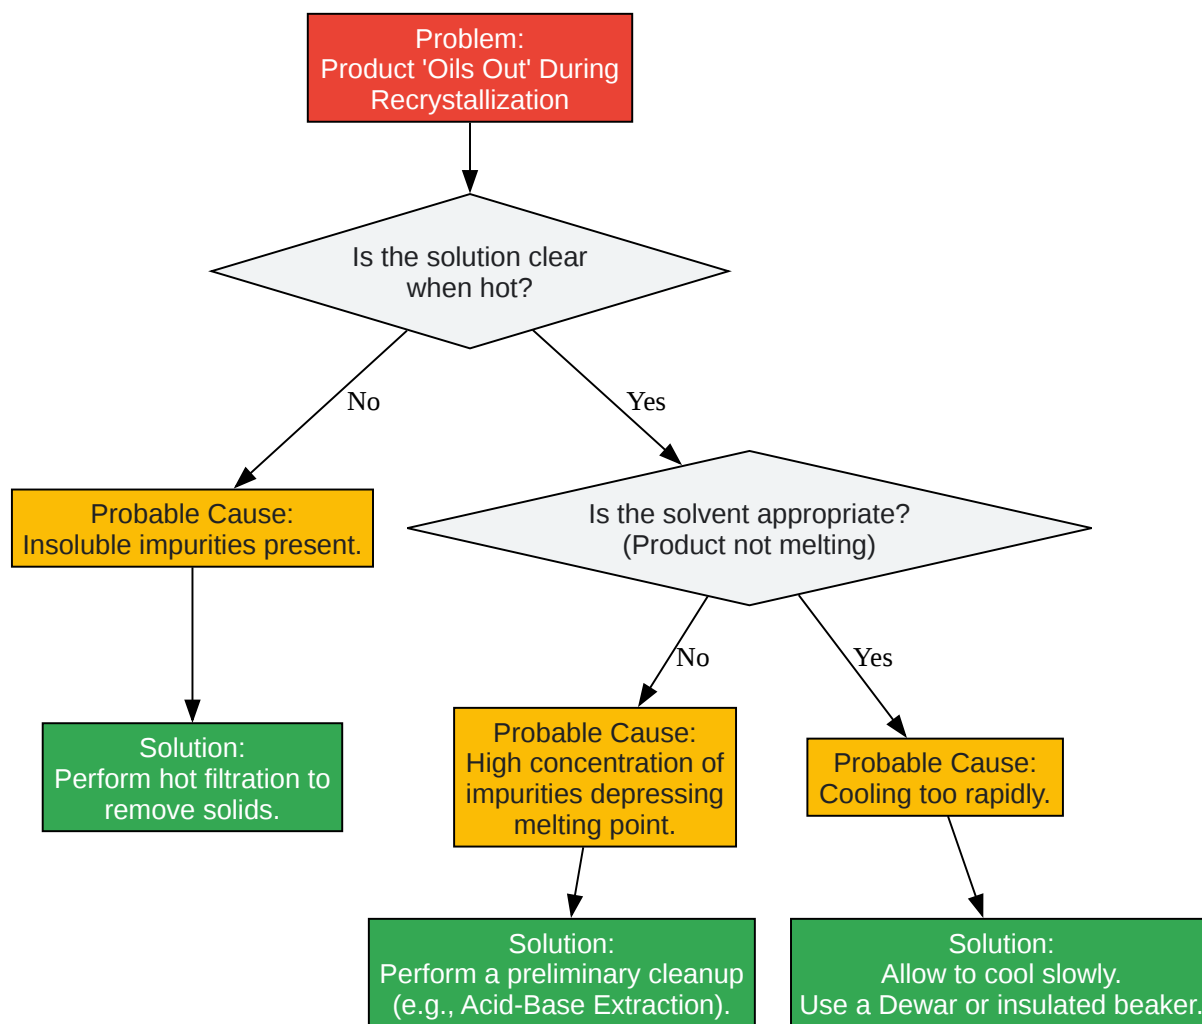 Problem:
Product 'Oils Out' During
Recrystallization
Is the solution clear
when hot?
No
Yes
Probable Cause:
Insoluble impurities present.
Is the solvent appropriate?
(Product not melting)
No
Yes
Solution:
Perform hot filtration to
remove solids.
Probable Cause:
High concentration of
impurities depressing
melting point.
Probable Cause:
Cooling too rapidly.
Solution:
Perform a preliminary cleanup
(e.g., Acid-Base Extraction).
Solution:
Allow to cool slowly.
Use a Dewar or insulated beaker.